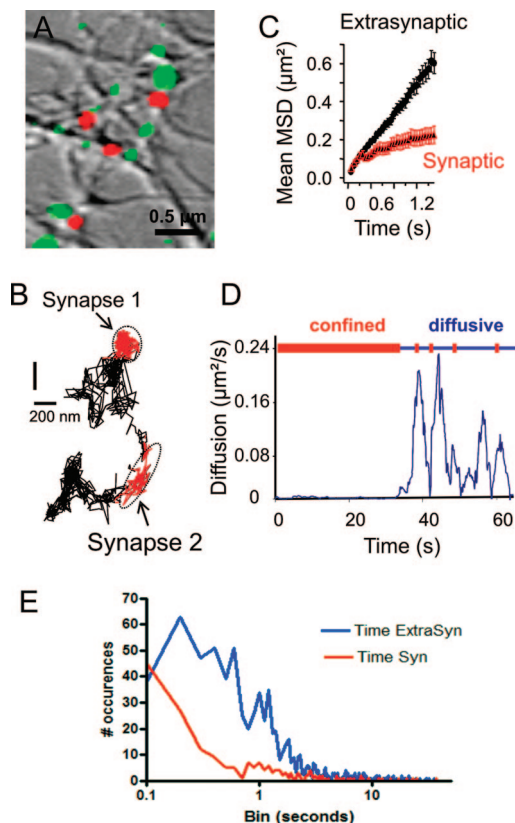 A
0.5 µm
B
Synapse 1
200 nm
Synapse 2
C
Extrasynaptic
Mean MSD (µm²)
0.6
0.4
0.2
0.0
Synaptic
0 0.6 1.2
Time (s)
D
confined diffusive
Diffusion (µm²/s)
0.24
0.16
0.08
0
0 20 40 60
Time (s)
E
# occurences
70
60
50
40
30
20
10
0
Time ExtraSyn
Time Syn
0.1 1 10
Bin (seconds)